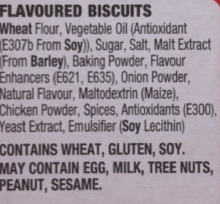 FLAVOURED BISCUITS
Wheat Flour, Vegetable Oil (Antioxidant
(E307b From Soy)), Sugar, Salt, Malt Extract
(From Barley), Baking Powder, Flavour
Enhancers (E621, E635), Onion Powder,
Natural Flavour, Maltodextrin (Maize),
Chicken Powder, Spices, Antioxidants (E300),
Yeast Extract, Emulsifier (Soy Lecithin)
CONTAINS WHEAT, GLUTEN, SOY.
MAY CONTAIN EGG, MILK, TREE NUTS,
PEANUT, SESAME.